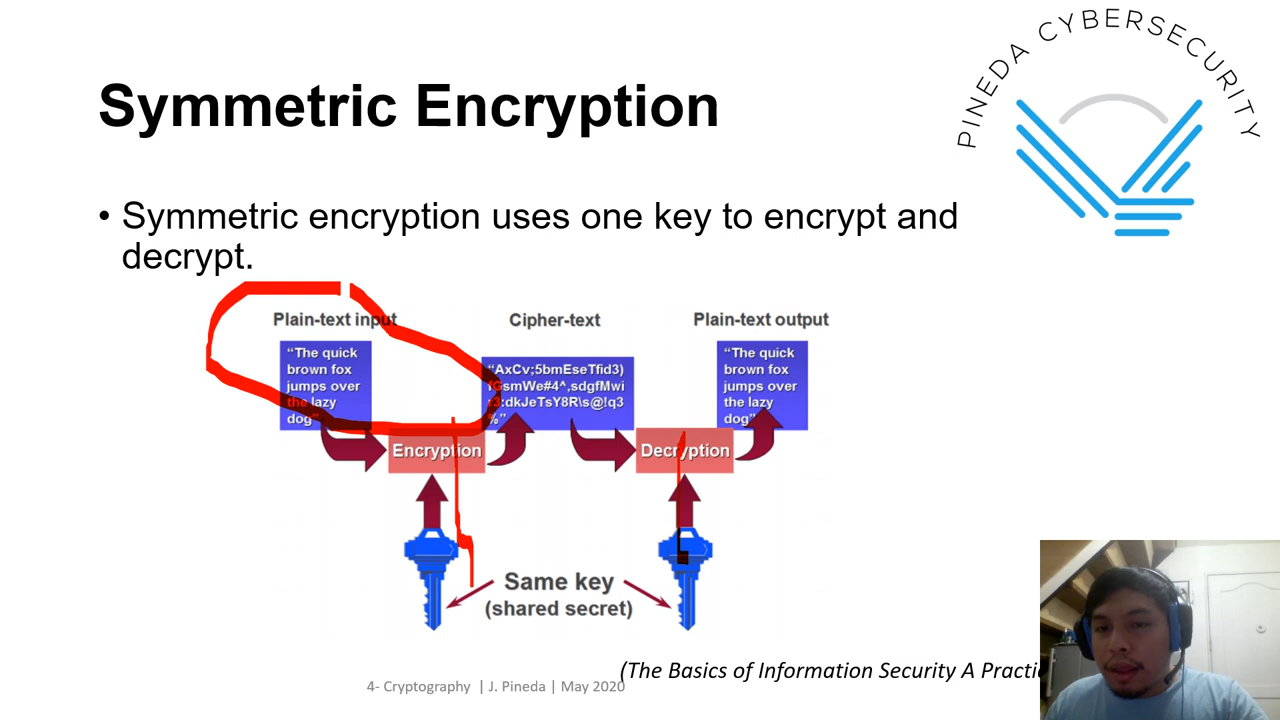 PINEDA CYBERSECURITY
Symmetric Encryption
• Symmetric encryption uses one key to encrypt and
decrypt.
Plain-text input
Cipher-text
Plain-text output
“The quick
brown fox
jumps over
the lazy
dog”
“AxCv;5bmEseTfid3)
fGsmWe#4^,sdgfMwi
r3:dkJeTsY8R\s@!q3
%”
“The quick
brown fox
jumps over
the lazy
dog”
Encryption
Decryption
Same key
(shared secret)
(The Basics of Information Security A Practi
4- Cryptography | J. Pineda | May 2020